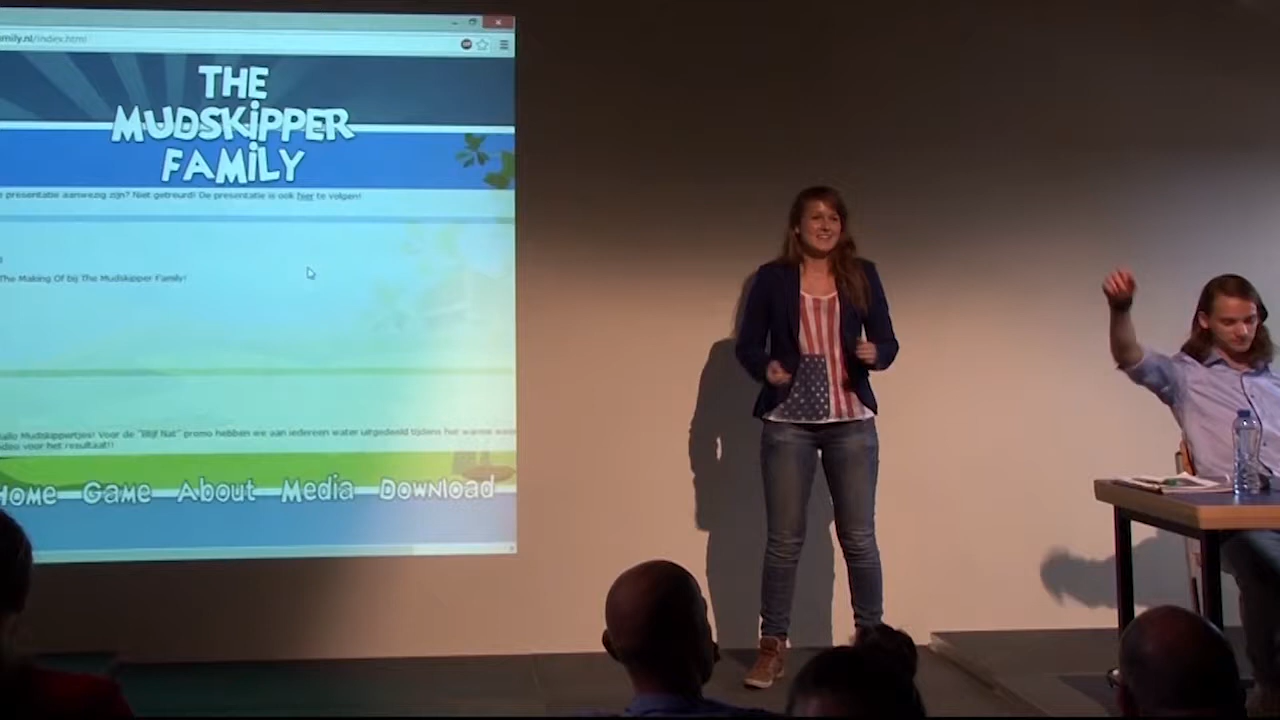 mily.nl/index.html
THE
MUDSKiPPER
FAMiLY
presentatie aanwezig zijn? Niet getreurd! De presentatie is ook hier te volgen!
The Making Of bij The Mudskipper Family!
allo Mudskippertjes! Voor de "Blijf Nat" promo hebben we aan iedereen water uitgedeeld tijdens het warme
voor het resultaat!!
Home Game About Media Download